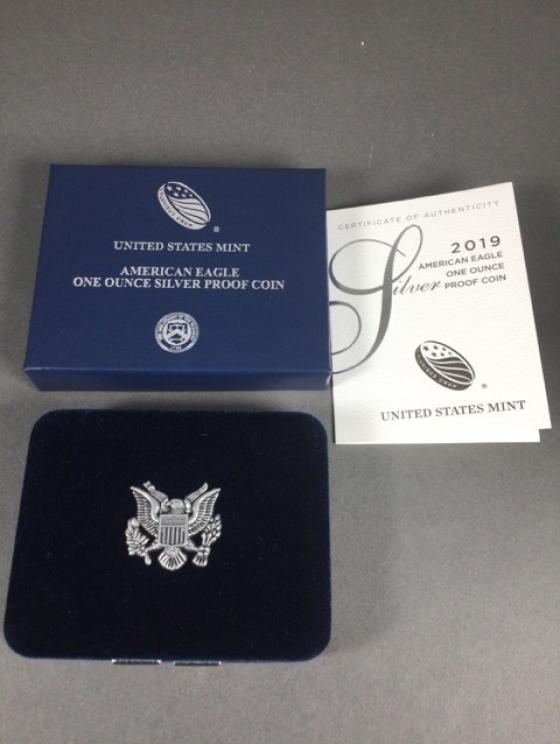 UNITED STATES MINT
AMERICAN EAGLE
ONE OUNCE SILVER PROOF COIN
CERTIFICATE OF AUTHENTICITY
2019
AMERICAN EAGLE
ONE OUNCE
Silver PROOF COIN
®
UNITED STATES MINT